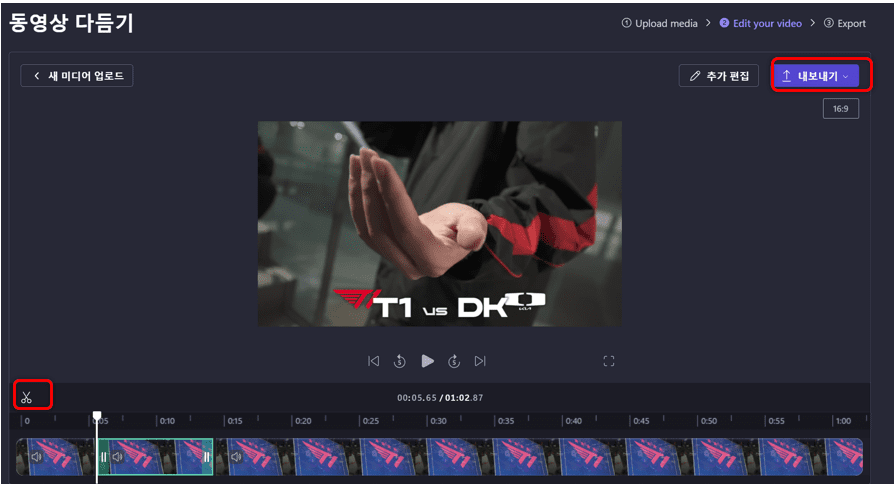 동영상 다듬기
① Upload media > ② Edit your video > ③ Export
새 미디어 업로드
추가 편집
내보내기
16:9
T1 vs DK
KIA
5
5
00:05.65 / 01:02.87
0 0:05 0:10 0:15 0:20 0:25 0:30 0:35 0:40 0:45 0:50 0:55 1:00